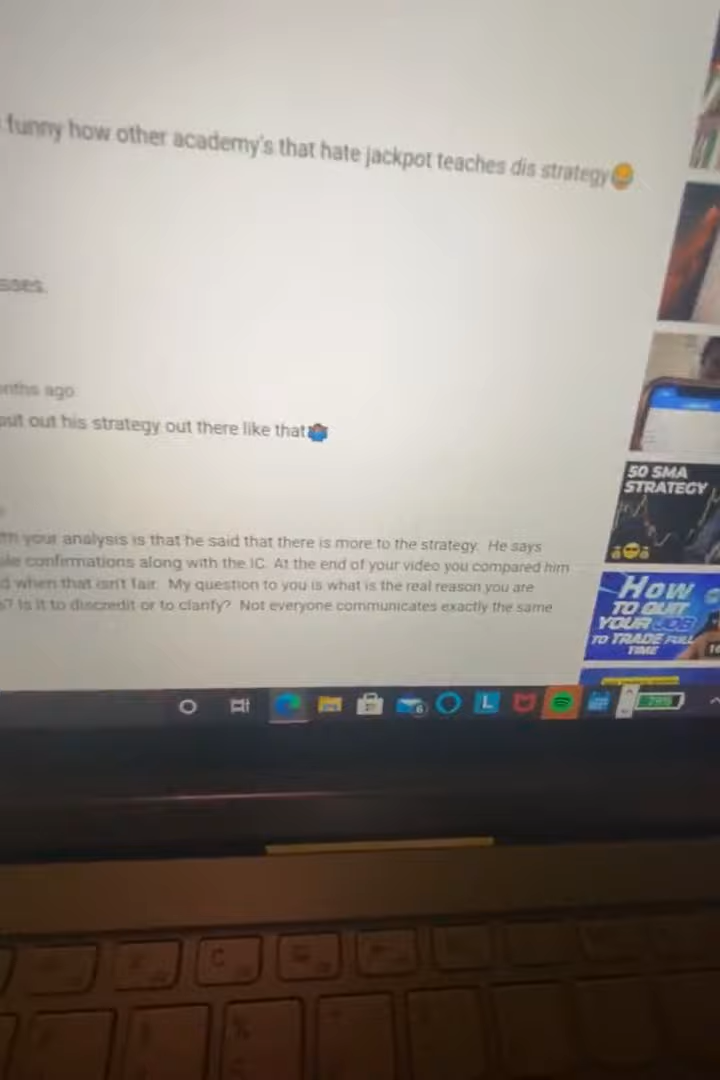 funny how other academy's that hate jackpot teaches dis strategy😂
sses.
nths ago
out out his strategy out there like that🤷🏾‍♂️
your analysis is that he said that there is more to the strategy. He says
confirmations along with the IC. At the end of your video you compared him
when that isn't fair. My question to you is what is the real reason you are
? Is it to discredit or to clarify? Not everyone communicates exactly the same
50 SMA
STRATEGY
How
TO QUIT
YOUR JOB
TO TRADE FULL
TIME
6
L
79%
C